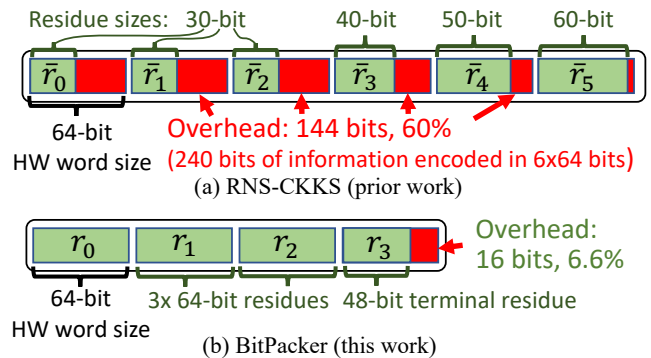 Residue sizes: 30-bit 40-bit 50-bit 60-bit
r̄0 r̄1 r̄2 r̄3 r̄4 r̄5
64-bit
HW word size
Overhead: 144 bits, 60%
(240 bits of information encoded in 6x64 bits)
(a) RNS-CKKS (prior work)
r0 r1 r2 r3
Overhead:
16 bits, 6.6%
64-bit
HW word size
3x 64-bit residues 48-bit terminal residue
(b) BitPacker (this work)